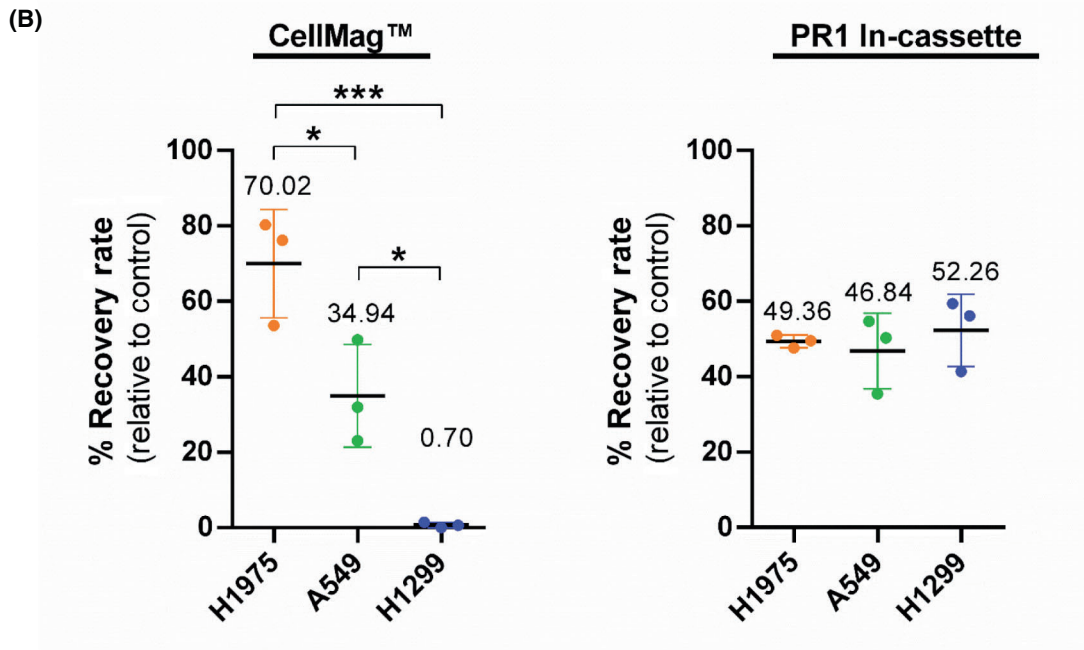 (B)
CellMag™
PR1 In-cassette
***
*
*
% Recovery rate
(relative to control)
100
80
60
40
20
0
70.02
34.94
0.70
H1975
A549
H1299
% Recovery rate
(relative to control)
100
80
60
40
20
0
49.36
46.84
52.26
H1975
A549
H1299